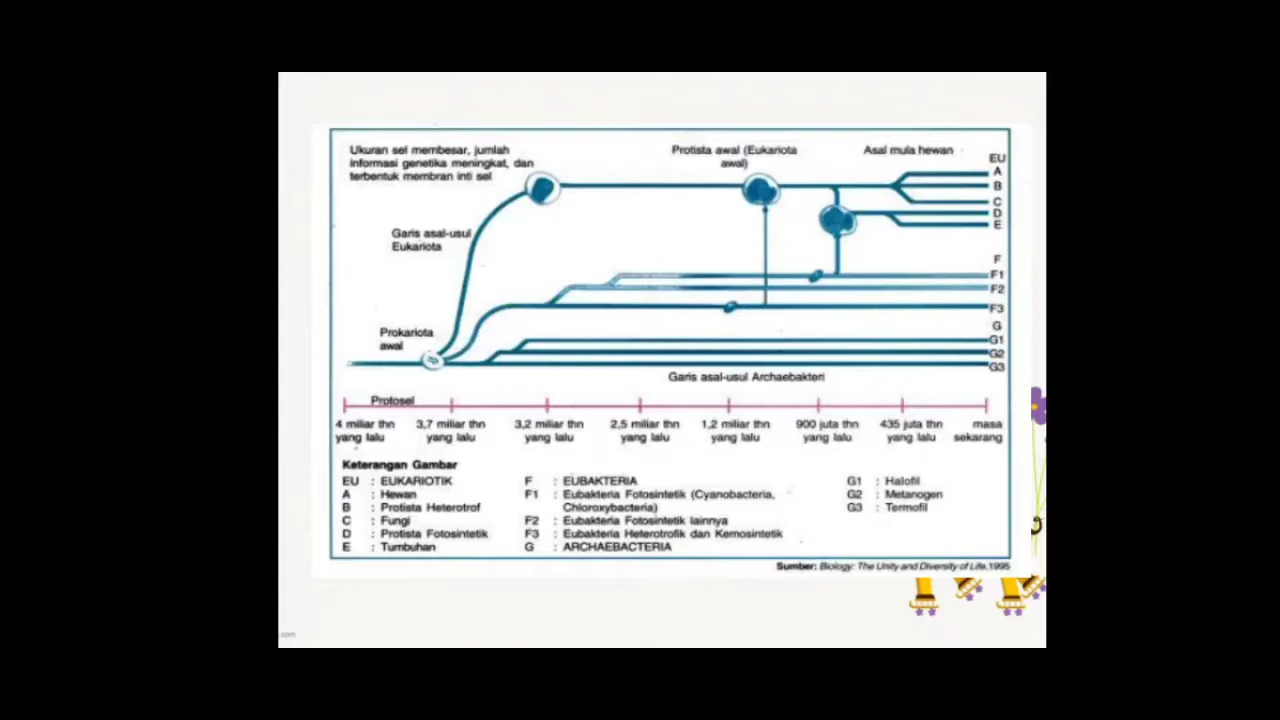 Ukuran sel membesar, jumlah
informasi genetika meningkat, dan
terbentuk membran inti sel
Protista awal (Eukariota
awal)
Asal mula hewan
EU
A
B
C
D
E
Garis asal-usul
Eukariota
F
F1
F2
F3
Prokariota
awal
G
G1
G2
G3
Garis asal-usul Archaebakteri
Protosel
4 miliar thn
yang lalu
3,7 miliar thn
yang lalu
3,2 miliar thn
yang lalu
2,5 miliar thn
yang lalu
1,2 miliar thn
yang lalu
900 juta thn
yang lalu
435 juta thn
yang lalu
masa
sekarang
Keterangan Gambar
EU : EUKARIOTIK
A : Hewan
B : Protista Heterotrof
C : Fungi
D : Protista Fotosintetik
E : Tumbuhan
F : EUBAKTERIA
F1 : Eubakteria Fotosintetik (Cyanobacteria,
Chloroxybacteria)
F2 : Eubakteria Fotosintetik lainnya
F3 : Eubakteria Heterotrofik dan Kemosintetik
G : ARCHAEBACTERIA
G1 : Halofil
G2 : Metanogen
G3 : Termofil
Sumber: Biology: The Unity and Diversity of Life.1995
.com